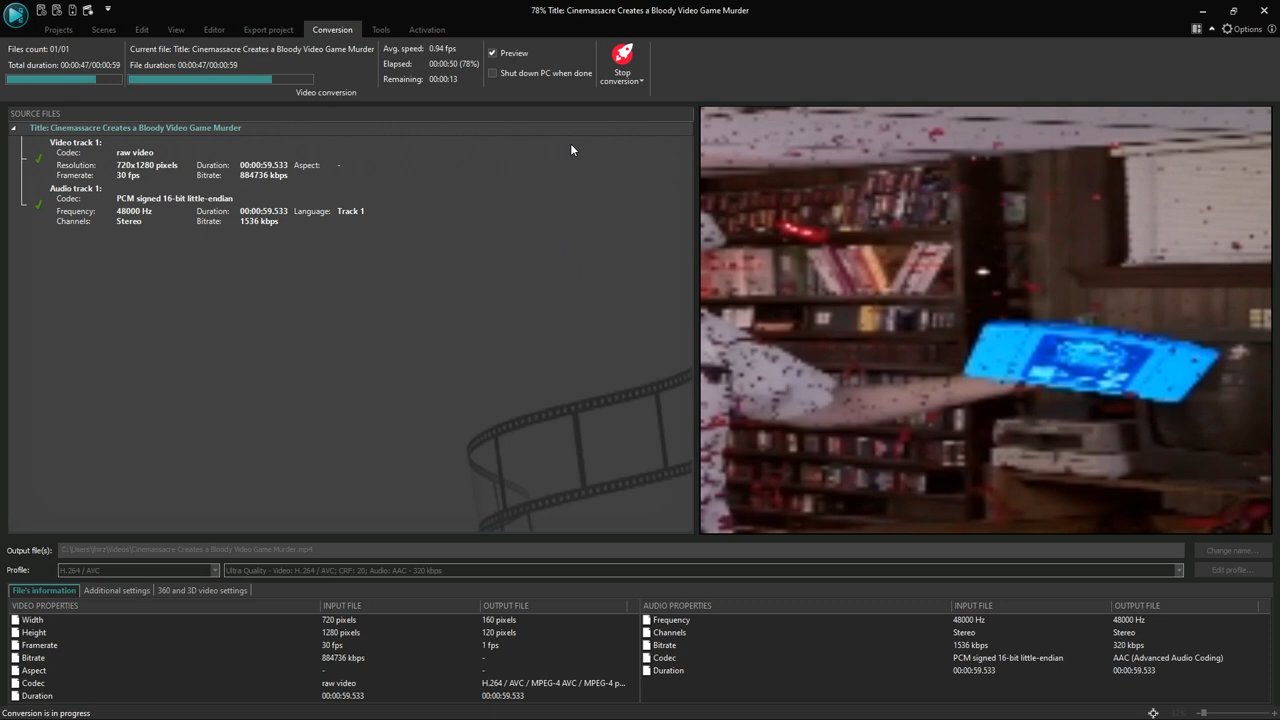 78% Title: Cinemassacre Creates a Bloody Video Game Murder
Projects Scenes Edit View Editor Export project Conversion Tools Activation Options
Files count: 01/01
Total duration: 00:00:47/00:00:59
Current file: Title: Cinemassacre Creates a Bloody Video Game Murder
File duration: 00:00:47/00:00:59
Avg. speed: 0.94 fps
Elapsed: 00:00:50 (78%)
Remaining: 00:00:13
Preview
Shut down PC when done
Stop
conversion
Video conversion
SOURCE FILES
Title: Cinemassacre Creates a Bloody Video Game Murder
Video track 1:
Codec: raw video
Resolution: 720x1280 pixels Duration: 00:00:59.533 Aspect: -
Framerate: 30 fps Bitrate: 884736 kbps
Audio track 1:
Codec: PCM signed 16-bit little-endian
Frequency: 48000 Hz Duration: 00:00:59.533 Language: Track 1
Channels: Stereo Bitrate: 1536 kbps
Output file(s): C:\Users\jhirz\Videos\Cinemassacre Creates a Bloody Video Game Murder.mp4 Change name...
Profile: H.264 / AVC Ultra Quality - Video: H.264 / AVC; CRF: 20; Audio: AAC - 320 kbps Edit profile...
File's information Additional settings 360 and 3D video settings
VIDEO PROPERTIES INPUT FILE OUTPUT FILE
Width 720 pixels 160 pixels
Height 1280 pixels 120 pixels
Framerate 30 fps 1 fps
Bitrate 884736 kbps -
Aspect - -
Codec raw video H.264 / AVC / MPEG-4 AVC / MPEG-4 p...
Duration 00:00:59.533 00:00:59.533
AUDIO PROPERTIES INPUT FILE OUTPUT FILE
Frequency 48000 Hz 48000 Hz
Channels Stereo Stereo
Bitrate 1536 kbps 320 kbps
Codec PCM signed 16-bit little-endian AAC (Advanced Audio Coding)
Duration 00:00:59.533 00:00:59.533
Conversion is in progress